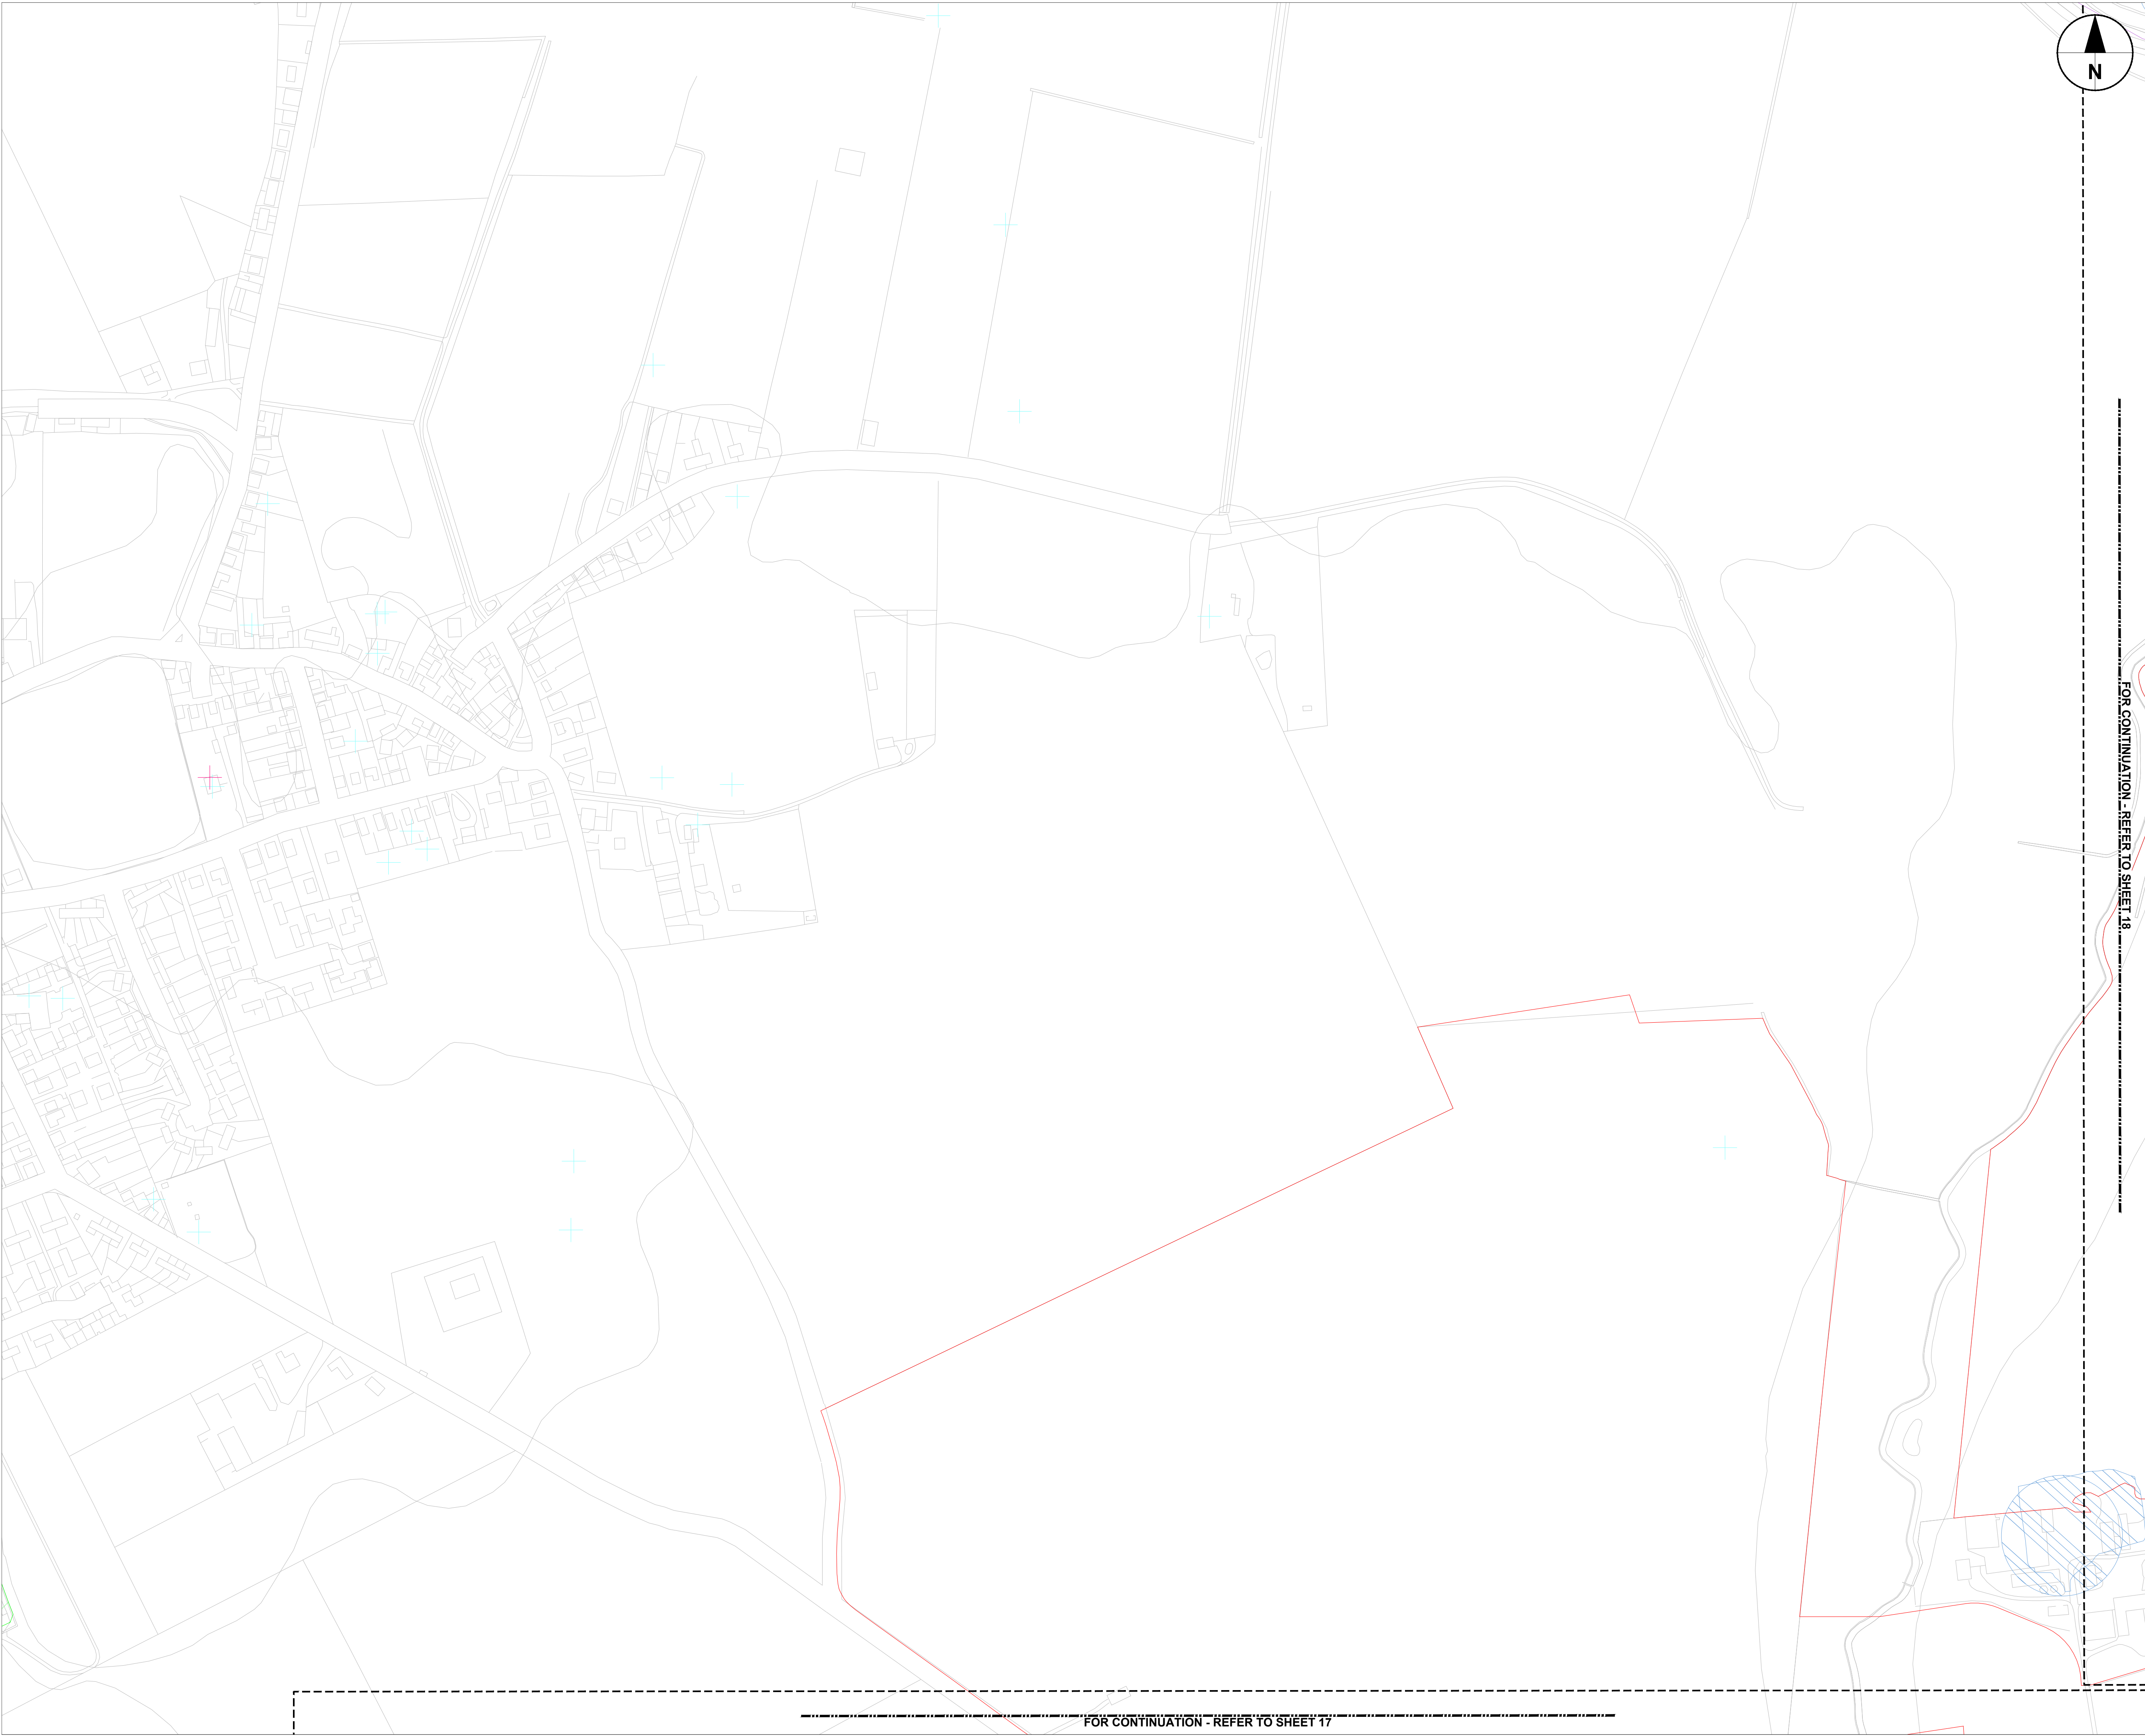 N
FOR CONTINUATION - REFER TO SHEET 18
FOR CONTINUATION - REFER TO SHEET 17